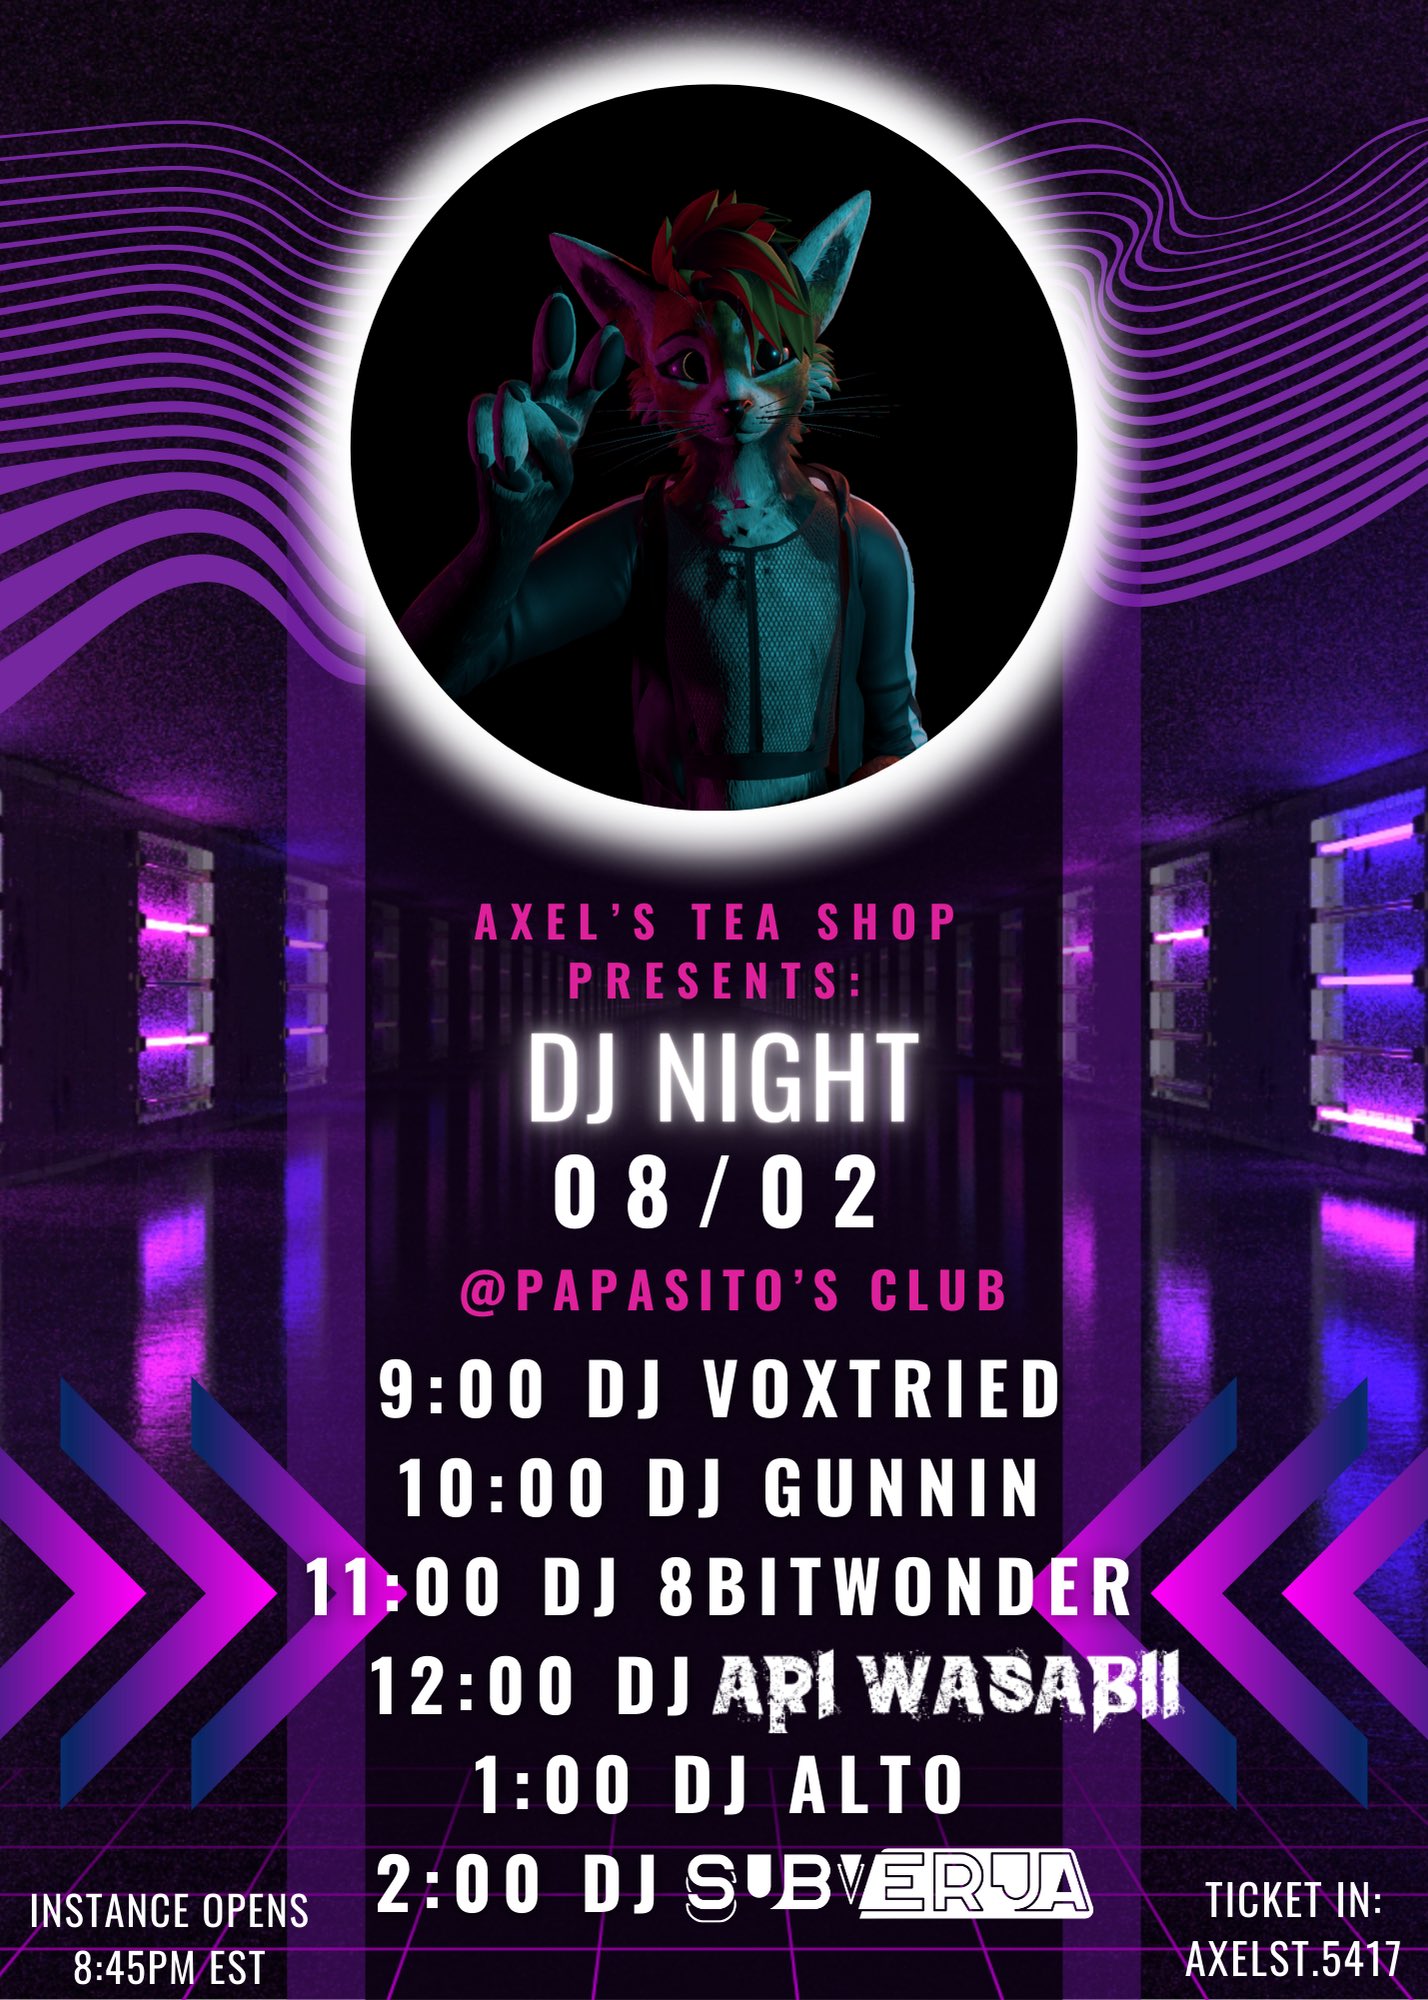 AXEL'S TEA SHOP
PRESENTS:
DJ NIGHT
08/02
@PAPASITO'S CLUB
9:00 DJ VOXTRIED
10:00 DJ GUNNIN
11:00 DJ 8BITWONDER
12:00 DJ ARI WASABII
1:00 DJ ALTO
2:00 DJ SUBVERJA
INSTANCE OPENS
8:45PM EST
TICKET IN:
AXELST.5417